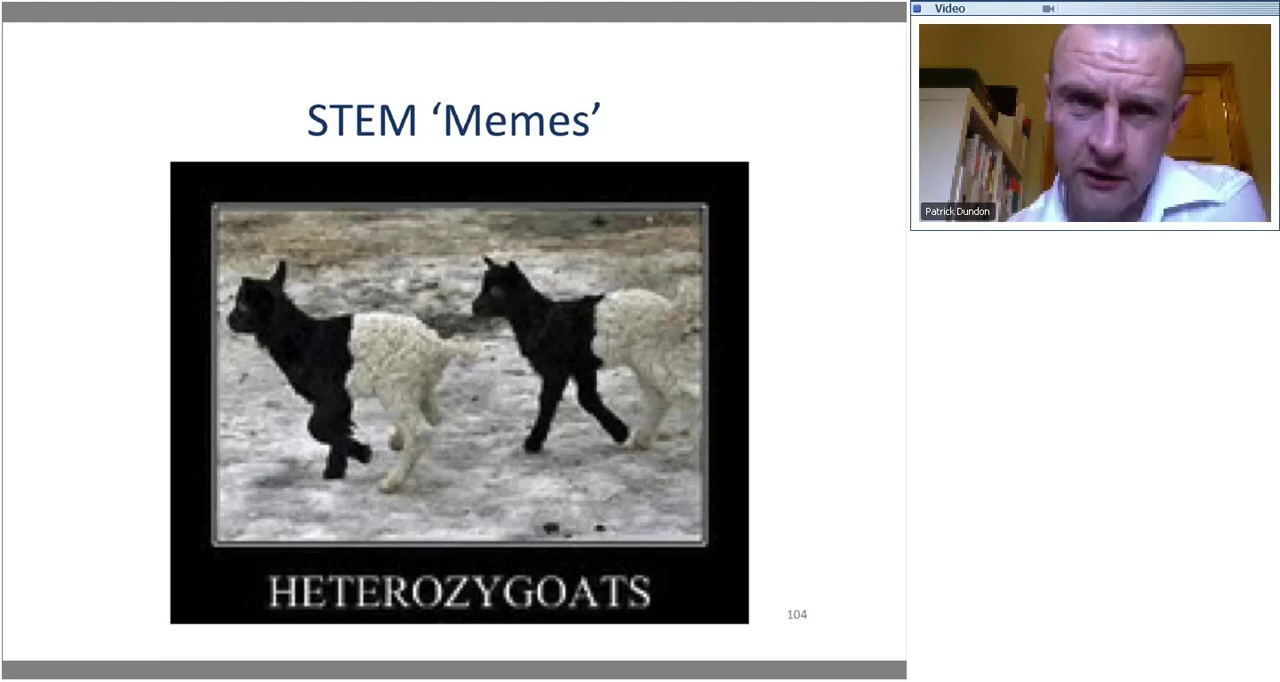 STEM ‘Memes’
HETEROZYGOATS
104
Video
Patrick Dundon